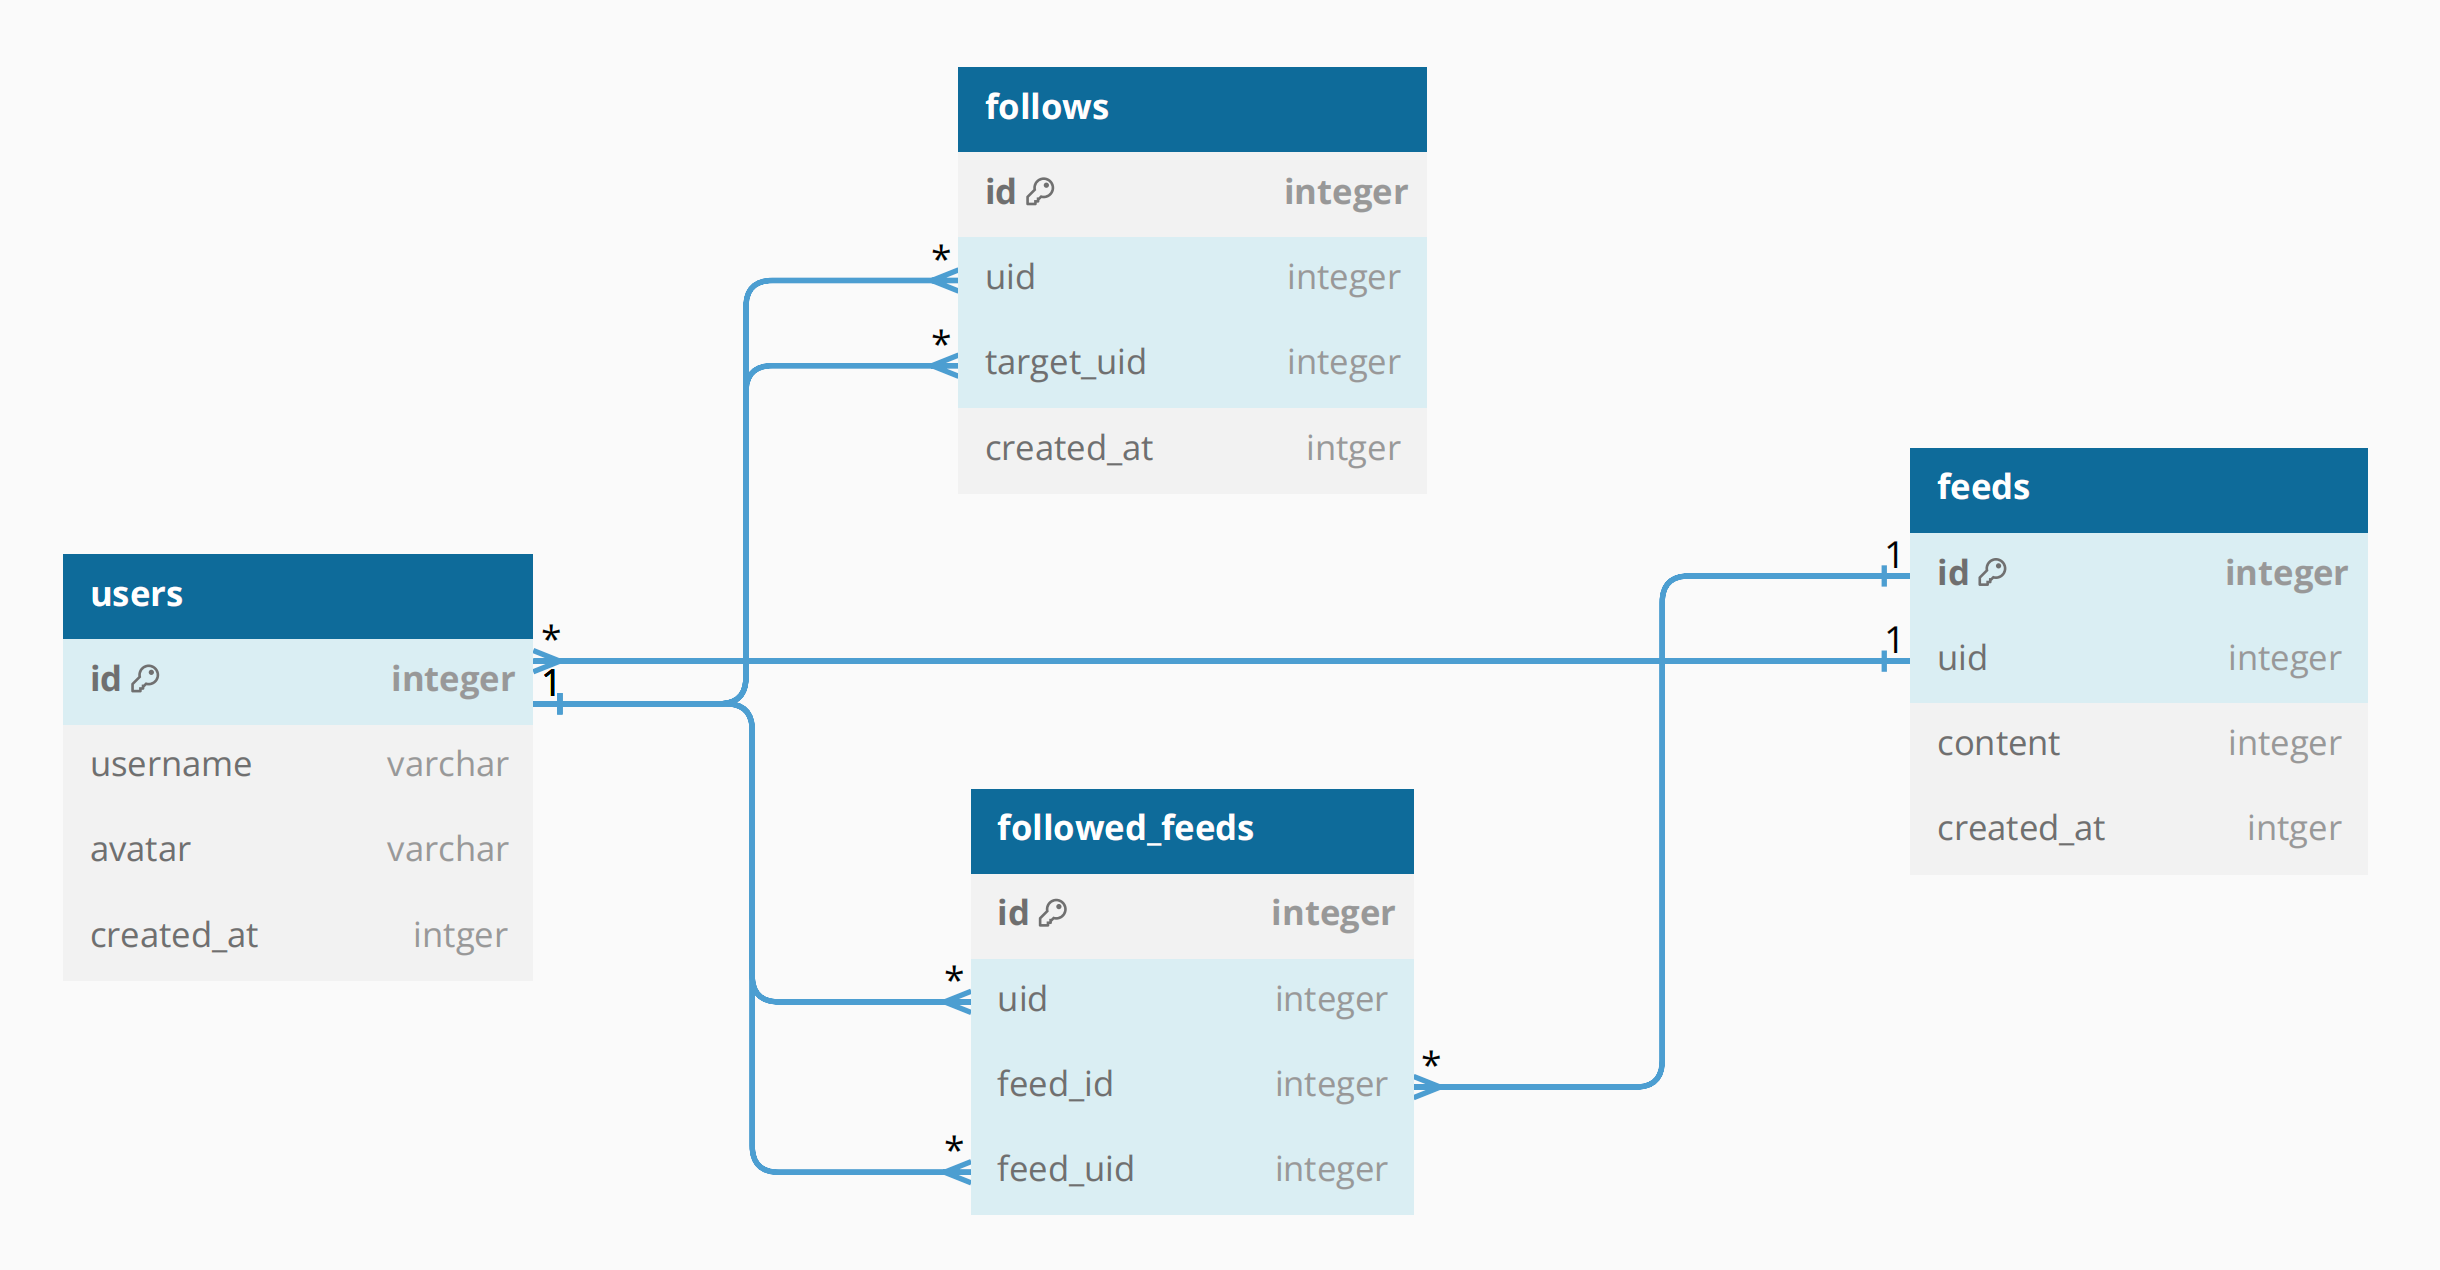 follows
id integer
* uid integer
* target_uid integer
created_at intger
users
* id integer
1
username varchar
avatar varchar
created_at intger
feeds
1 id integer
1 uid integer
content integer
created_at intger
followed_feeds
id integer
* uid integer
feed_id integer *
* feed_uid integer